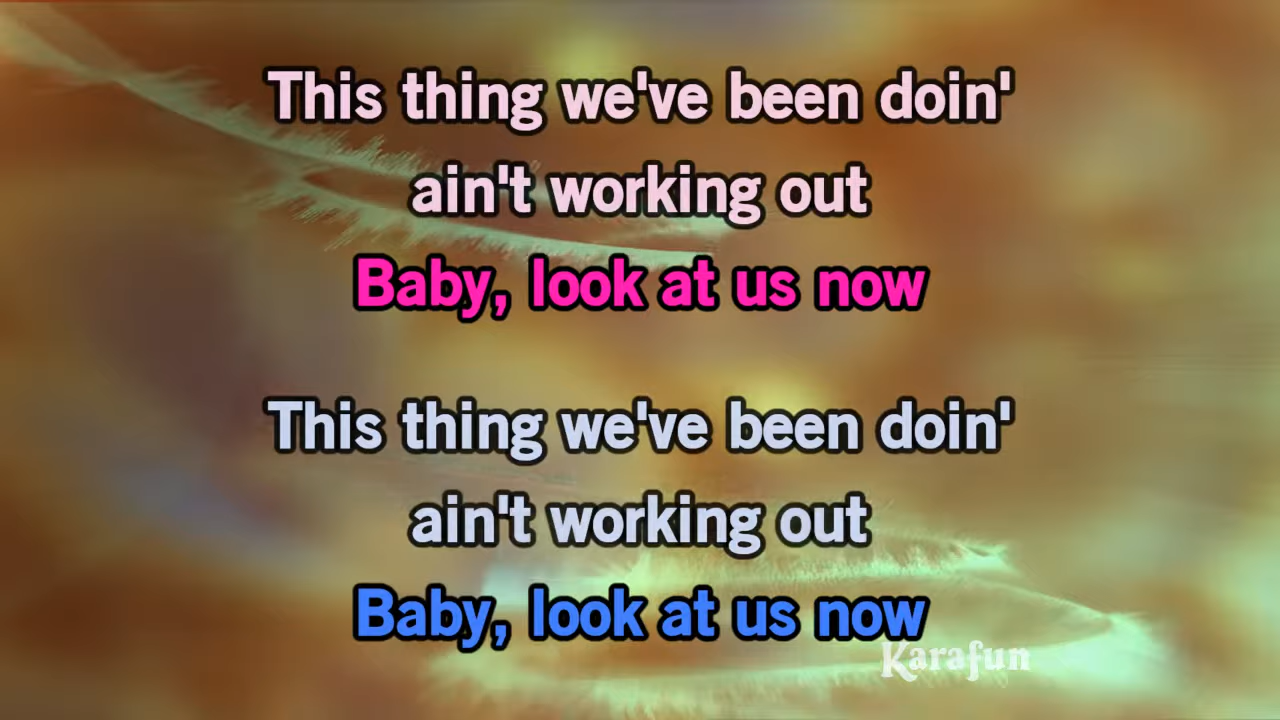 This thing we've been doin'
ain't working out
Baby, look at us now
This thing we've been doin'
ain't working out
Baby, look at us now
Karafun